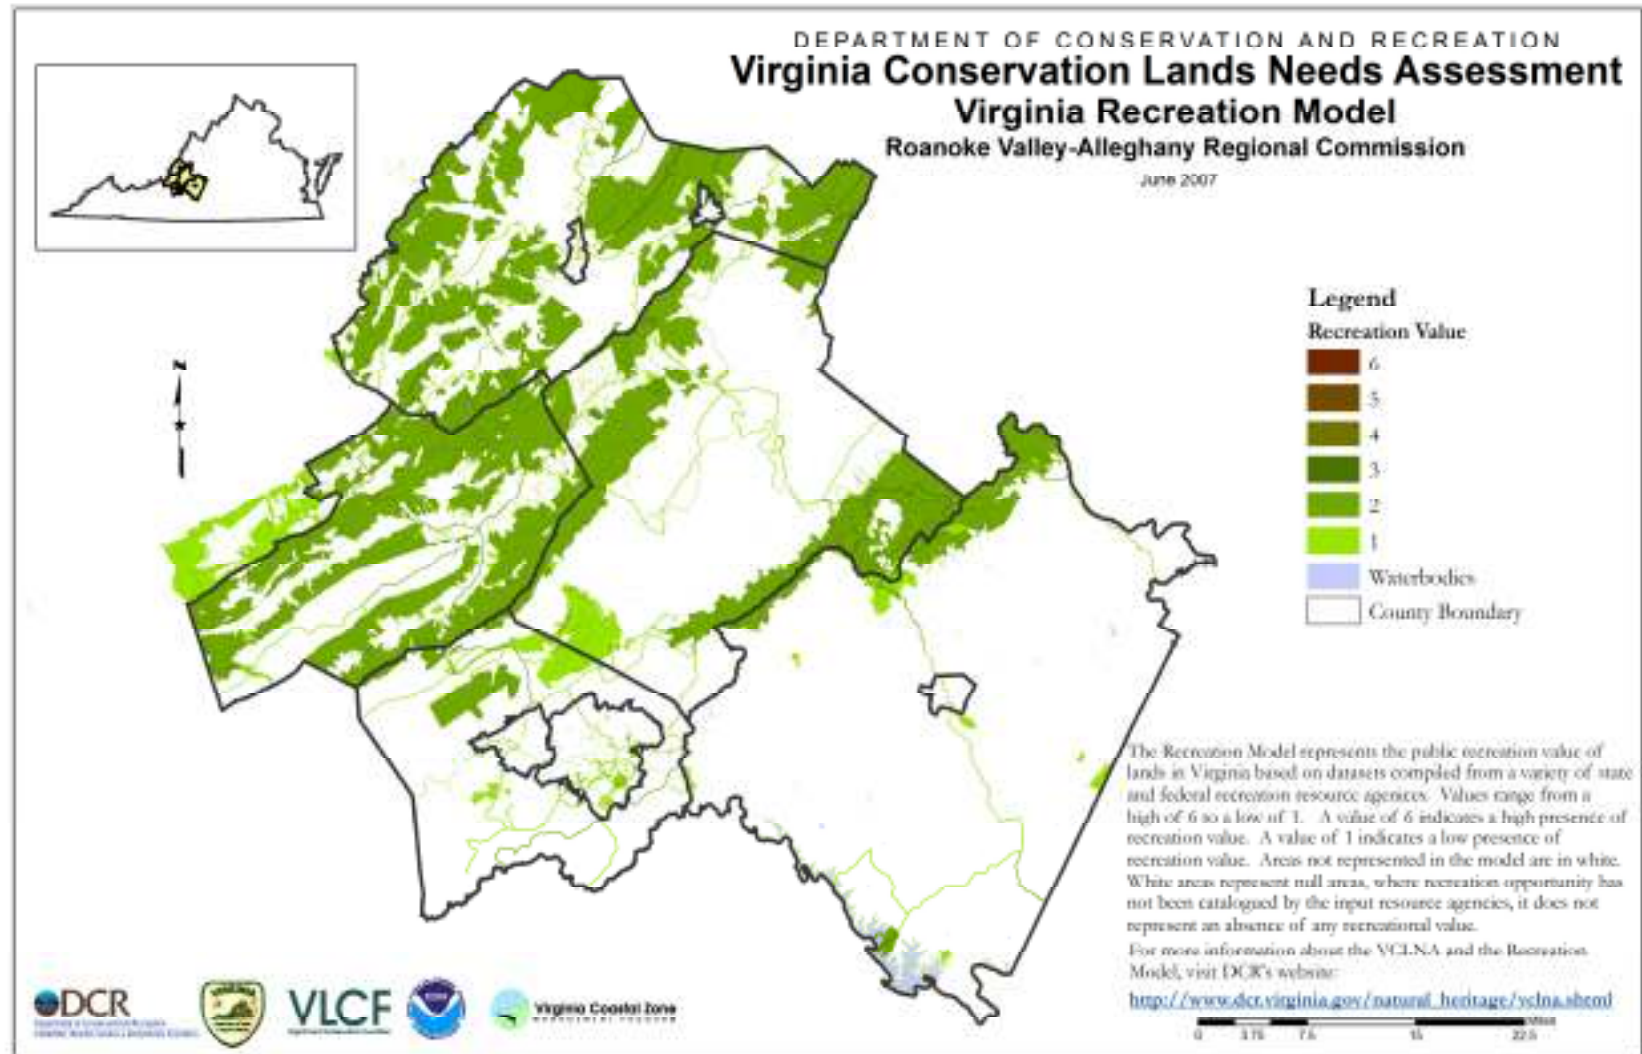 DEPARTMENT OF CONSERVATION AND RECREATION
Virginia Conservation Lands Needs Assessment
Virginia Recreation Model
Roanoke Valley-Alleghany Regional Commission
June 2007
Legend
Recreation Value
6
5
4
3
2
1
Waterbodies
County Boundary
N
The Recreation Model represents the public recreation value of
lands in Virginia based on datasets compiled from a variety of state
and federal recreation resource agenices. Values range from a
high of 6 to a low of 1. A value of 6 indicates a high presence of
recreation value. A value of 1 indicates a low presence of
recreation value. Areas not represented in the model are in white.
White areas represent null areas, where recreation opportunity has
not been catalogued by the input resource agencies, it does not
represent an absence of any recreational value.
For more information about the VCLNA and the Recreation
Model, visit DCR's website:
http://www.dcr.virginia.gov/natural_heritage/vclna.shtml
Miles
0 3.75 7.5 15 22.5
DCR
VIRGINIA
VLCF
Virginia Coastal Zone
MANAGEMENT PROGRAM